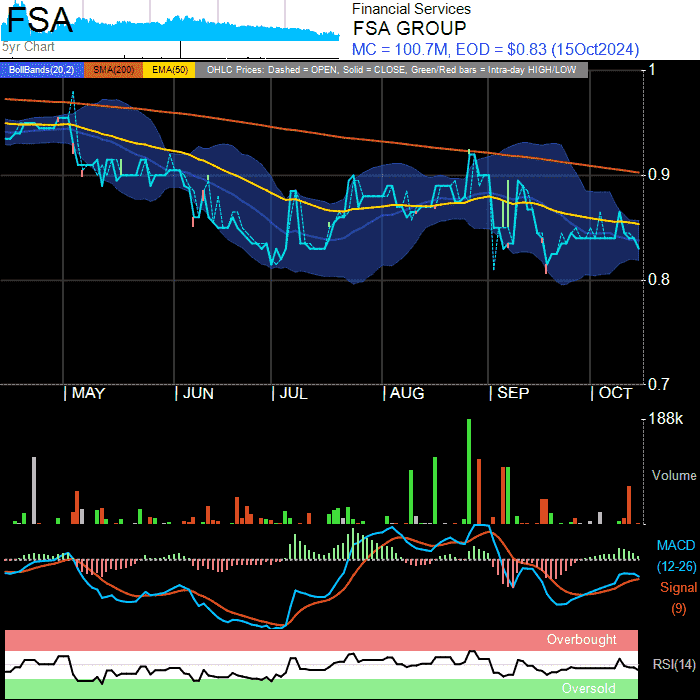 FSA
5yr Chart
Financial Services
FSA GROUP
MC = 100.7M, EOD = $0.83 (15Oct2024)
BollBands(20,2) SMA(200) EMA(50) OHLC Prices: Dashed = OPEN, Solid = CLOSE, Green/Red bars = Intra-day HIGH/LOW
1
0.9
0.8
0.7
| MAY | JUN | JUL | AUG | SEP | OCT
188k
Volume
MACD
(12-26)
Signal
(9)
Overbought
RSI(14)
Oversold